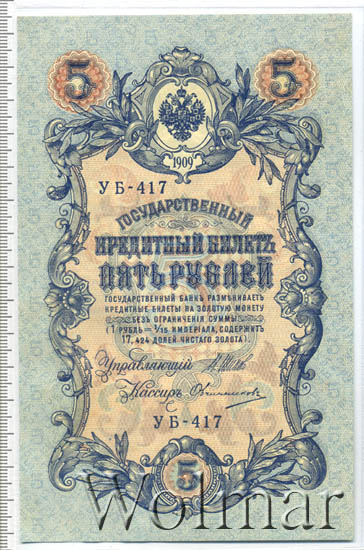 5 5
1909
УБ-417
ГОСУДАРСТВЕННЫЙ
КРЕДИТНЫЙ БИЛЕТЪ
ПЯТЬ РУБЛЕЙ
ГОСУДАРСТВЕННЫЙ БАНКЪ РАЗМѢНИВАЕТЪ
КРЕДИТНЫЕ БИЛЕТЫ НА ЗОЛОТУЮ МОНЕТУ
БЕЗЪ ОГРАНИЧЕНІЯ СУММЫ
(1 РУБЛЬ = 1/15 ИМПЕРІАЛА, СОДЕРЖИТЪ
17,424 ДОЛЕЙ ЧИСТАГО ЗОЛОТА).
Управляющій
Кассиръ Овчинниковъ
УБ-417
5
Wolmar